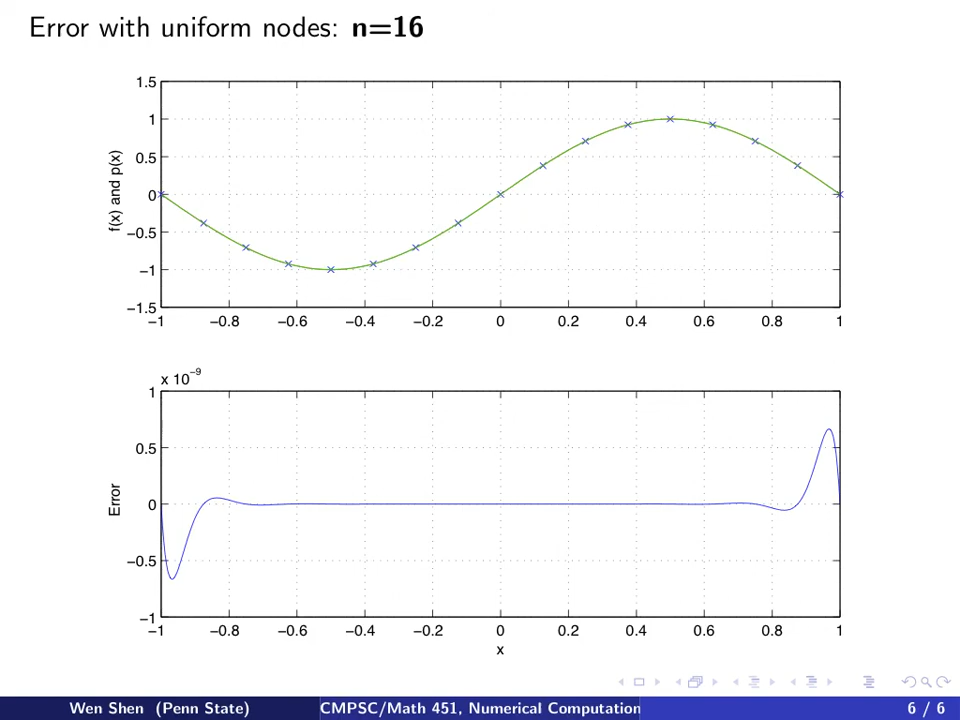 Error with uniform nodes: n=16
1.5
1
0.5
0
−0.5
−1
−1.5
f(x) and p(x)
−1 −0.8 −0.6 −0.4 −0.2 0 0.2 0.4 0.6 0.8 1
x 10−9
1
0.5
0
−0.5
−1
Error
−1 −0.8 −0.6 −0.4 −0.2 0 0.2 0.4 0.6 0.8 1
x
Wen Shen (Penn State) CMPSC/Math 451, Numerical Computation 6 / 6